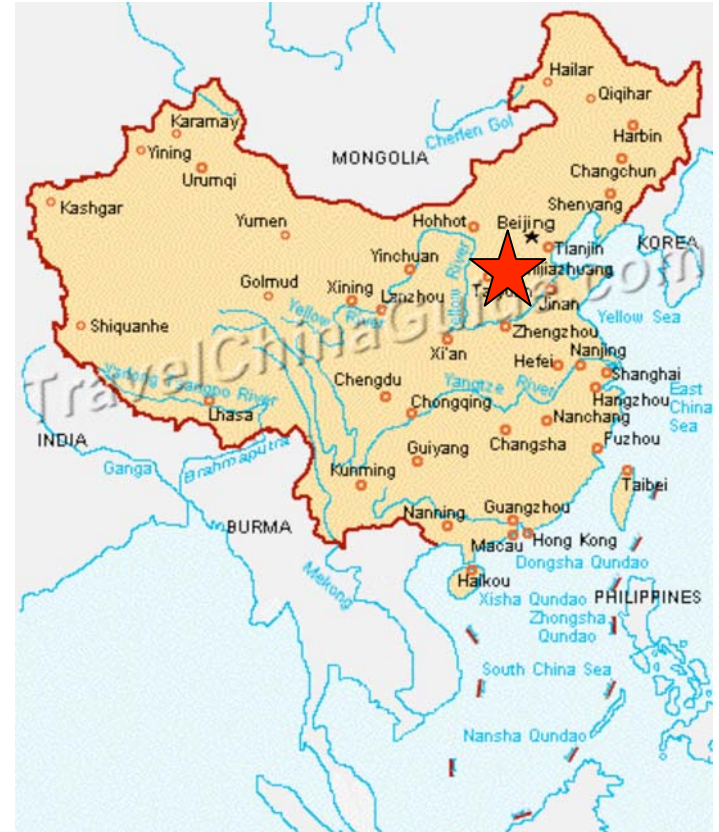 Hailar
Qiqihar
Karamay
Cherlen Gol
Harbin
Yining
MONGOLIA
Changchun
Urumqi
Kashgar
Shenyang
Yumen
Hohhot
Beijing
KOREA
Tianjin
Yinchuan
Yellow River
Golmud
Xining
Lanzhou
Jinan
Yellow River
Yellow Sea
Shiquanhe
Zhengzhou
Xi'an
TravelChinaGuide.com
Hefei
Nanjing
Shanghai
Chengdu
Yangtze River
Hangzhou
East
China
Sea
Chongqing
Lhasa
Nanchang
INDIA
Changsha
Fuzhou
Guiyang
Ganga
Brahmaputra
Kunming
Taibei
Guangzhou
Nanning
BURMA
Macau
Hong Kong
Dongsha Qundao
Mekong
Haikou
Xisha Qundao
PHILIPPINES
Zhongsha
Qundao
South China Sea
Nansha Qundao